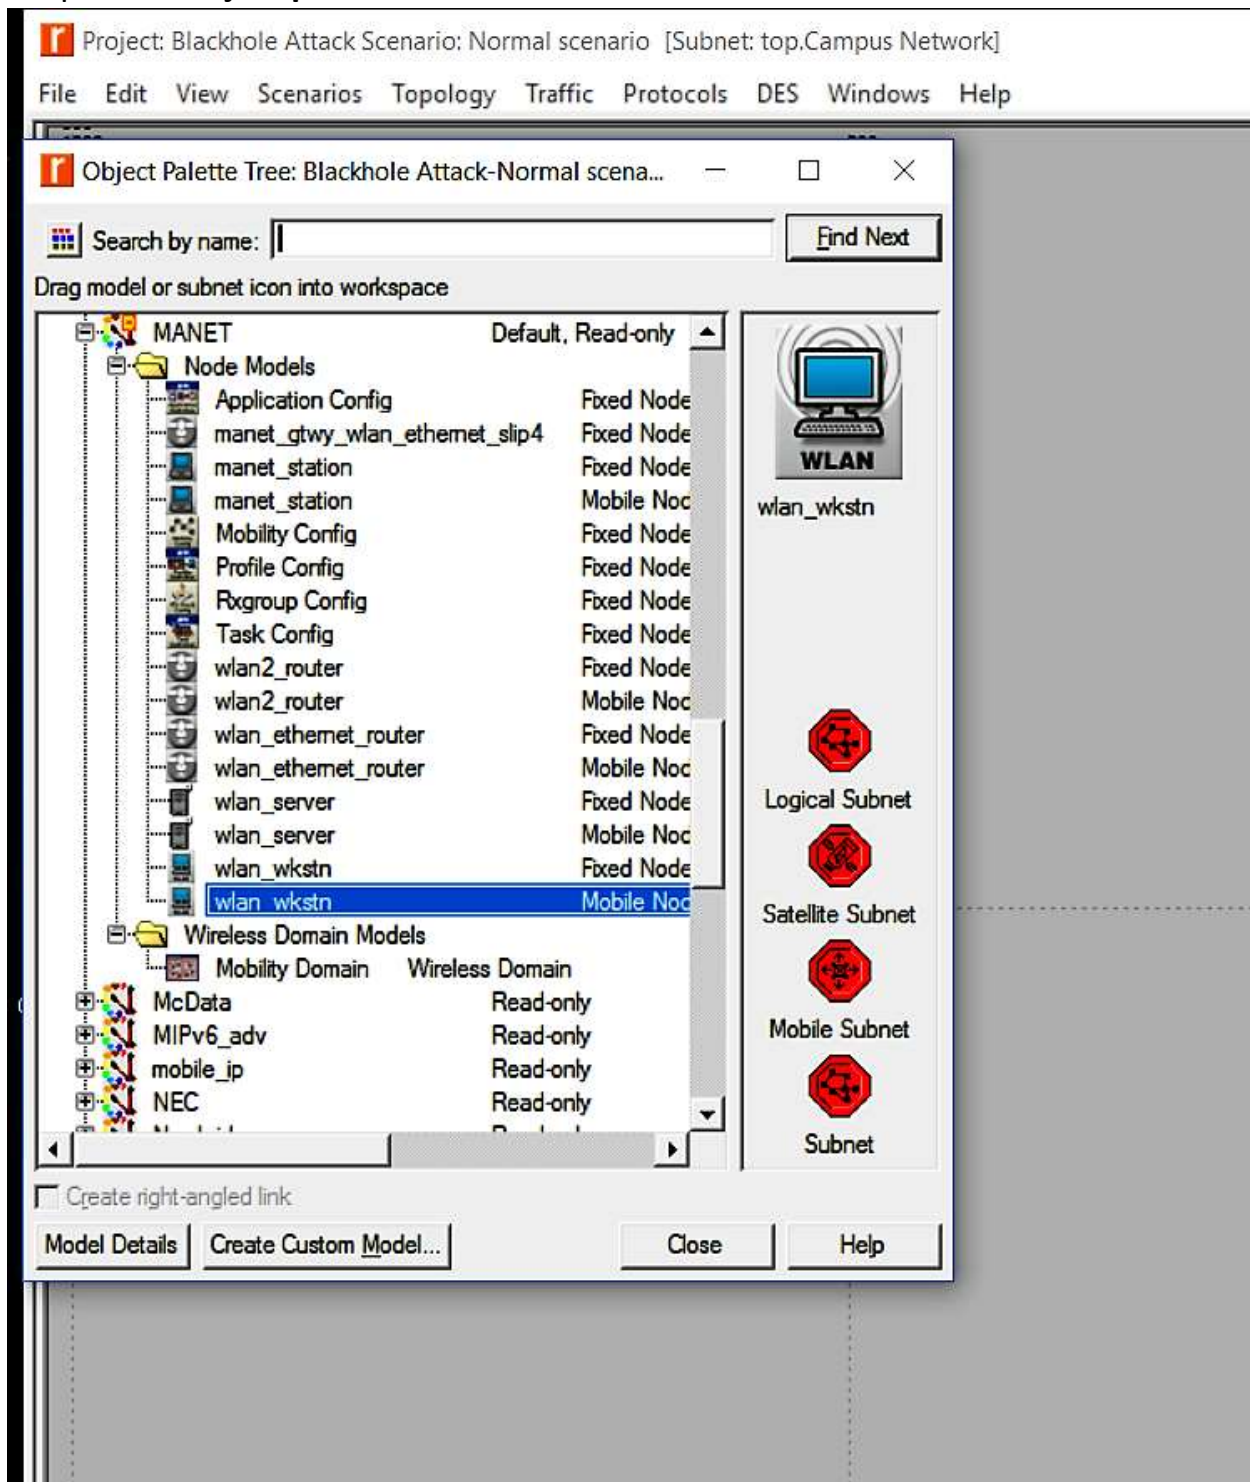 Project: Blackhole Attack Scenario: Normal scenario [Subnet: top.Campus Network]
File Edit View Scenarios Topology Traffic Protocols DES Windows Help
Object Palette Tree: Blackhole Attack-Normal scena...
Search by name: Find Next
Drag model or subnet icon into workspace
MANET Default, Read-only
Node Models
Application Config Fixed Node
manet_gtwy_wlan_ethernet_slip4 Fixed Node
manet_station Fixed Node
manet_station Mobile Nod
Mobility Config Fixed Node
Profile Config Fixed Node
Rxgroup Config Fixed Node
Task Config Fixed Node
wlan2_router Fixed Node
wlan2_router Mobile Nod
wlan_ethernet_router Fixed Node
wlan_ethernet_router Mobile Nod
wlan_server Fixed Node
wlan_server Mobile Nod
wlan_wkstn Fixed Node
wlan_wkstn Mobile Nod
Wireless Domain Models
Mobility Domain Wireless Domain
McData Read-only
MIPv6_adv Read-only
mobile_ip Read-only
NEC Read-only
WLAN
wlan_wkstn
Logical Subnet
Satellite Subnet
Mobile Subnet
Subnet
Create right-angled link
Model Details Create Custom Model... Close Help